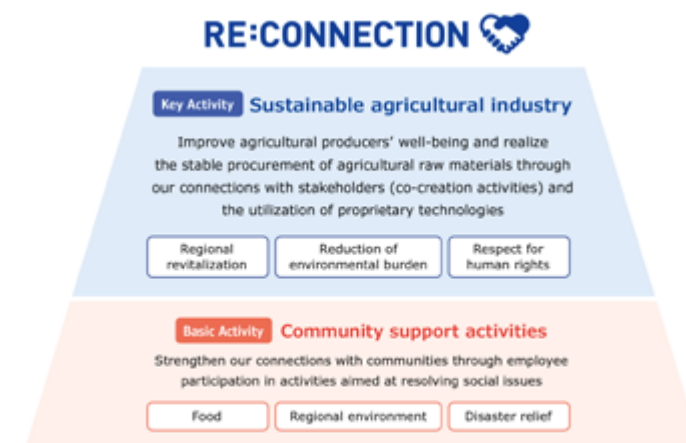 RE:CONNECTION
Key Activity Sustainable agricultural industry
Improve agricultural producers' well-being and realize
the stable procurement of agricultural raw materials through
our connections with stakeholders (co-creation activities) and
the utilization of proprietary technologies
Regional
revitalization
Reduction of
environmental burden
Respect for
human rights
Basic Activity Community support activities
Strengthen our connections with communities through employee
participation in activities aimed at resolving social issues
Food
Regional environment
Disaster relief